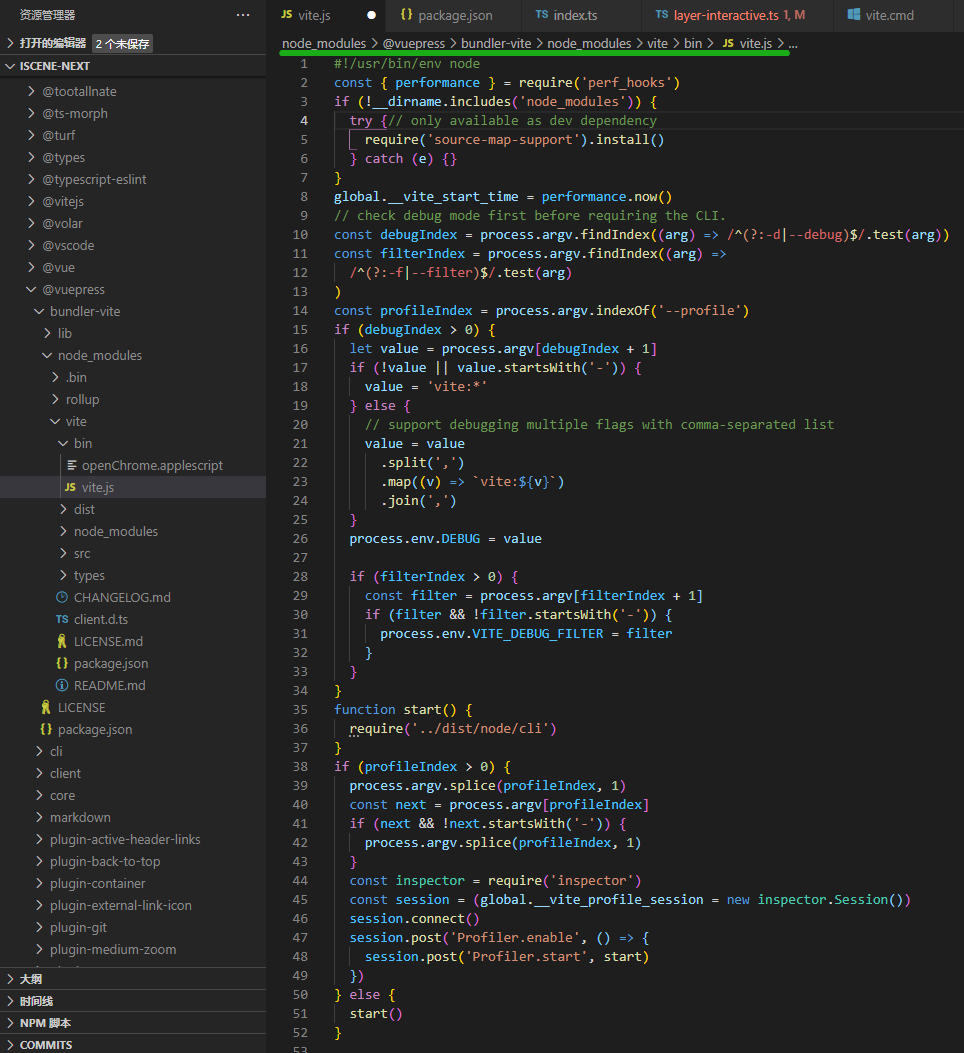 资源管理器 ...
打开的编辑器 2 个未保存
ISCENE-NEXT
@tootallnate
@ts-morph
@turf
@types
@typescript-eslint
@vitejs
@volar
@vscode
@vue
@vuepress
bundler-vite
lib
node_modules
.bin
rollup
vite
bin
openChrome.applescript
JS vite.js
dist
node_modules
src
types
CHANGELOG.md
TS client.d.ts
LICENSE.md
{} package.json
README.md
LICENSE
{} package.json
cli
client
core
markdown
plugin-active-header-links
plugin-back-to-top
plugin-container
plugin-external-link-icon
plugin-git
plugin-medium-zoom
大纲
时间线
NPM 脚本
COMMITS
JS vite.js ● {} package.json TS index.ts TS layer-interactive.ts 1, M vite.cmd
node_modules > @vuepress > bundler-vite > node_modules > vite > bin > JS vite.js > ...
1 #!/usr/bin/env node
2 const { performance } = require('perf_hooks')
3 if (!__dirname.includes('node_modules')) {
4   try {// only available as dev dependency
5     require('source-map-support').install()
6   } catch (e) {}
7 }
8 global.__vite_start_time = performance.now()
9 // check debug mode first before requiring the CLI.
10 const debugIndex = process.argv.findIndex((arg) => /^(?:-d|--debug)$/.test(arg))
11 const filterIndex = process.argv.findIndex((arg) =>
12   /^(?:-f|--filter)$/.test(arg)
13 )
14 const profileIndex = process.argv.indexOf('--profile')
15 if (debugIndex > 0) {
16   let value = process.argv[debugIndex + 1]
17   if (!value || value.startsWith('-')) {
18     value = 'vite:*'
19   } else {
20     // support debugging multiple flags with comma-separated list
21     value = value
22       .split(',')
23       .map((v) => `vite:${v}`)
24       .join(',')
25   }
26   process.env.DEBUG = value
27
28   if (filterIndex > 0) {
29     const filter = process.argv[filterIndex + 1]
30     if (filter && !filter.startsWith('-')) {
31       process.env.VITE_DEBUG_FILTER = filter
32     }
33   }
34 }
35 function start() {
36   require('../dist/node/cli')
37 }
38 if (profileIndex > 0) {
39   process.argv.splice(profileIndex, 1)
40   const next = process.argv[profileIndex]
41   if (next && !next.startsWith('-')) {
42     process.argv.splice(profileIndex, 1)
43   }
44   const inspector = require('inspector')
45   const session = (global.__vite_profile_session = new inspector.Session())
46   session.connect()
47   session.post('Profiler.enable', () => {
48     session.post('Profiler.start', start)
49   })
50 } else {
51   start()
52 }
53